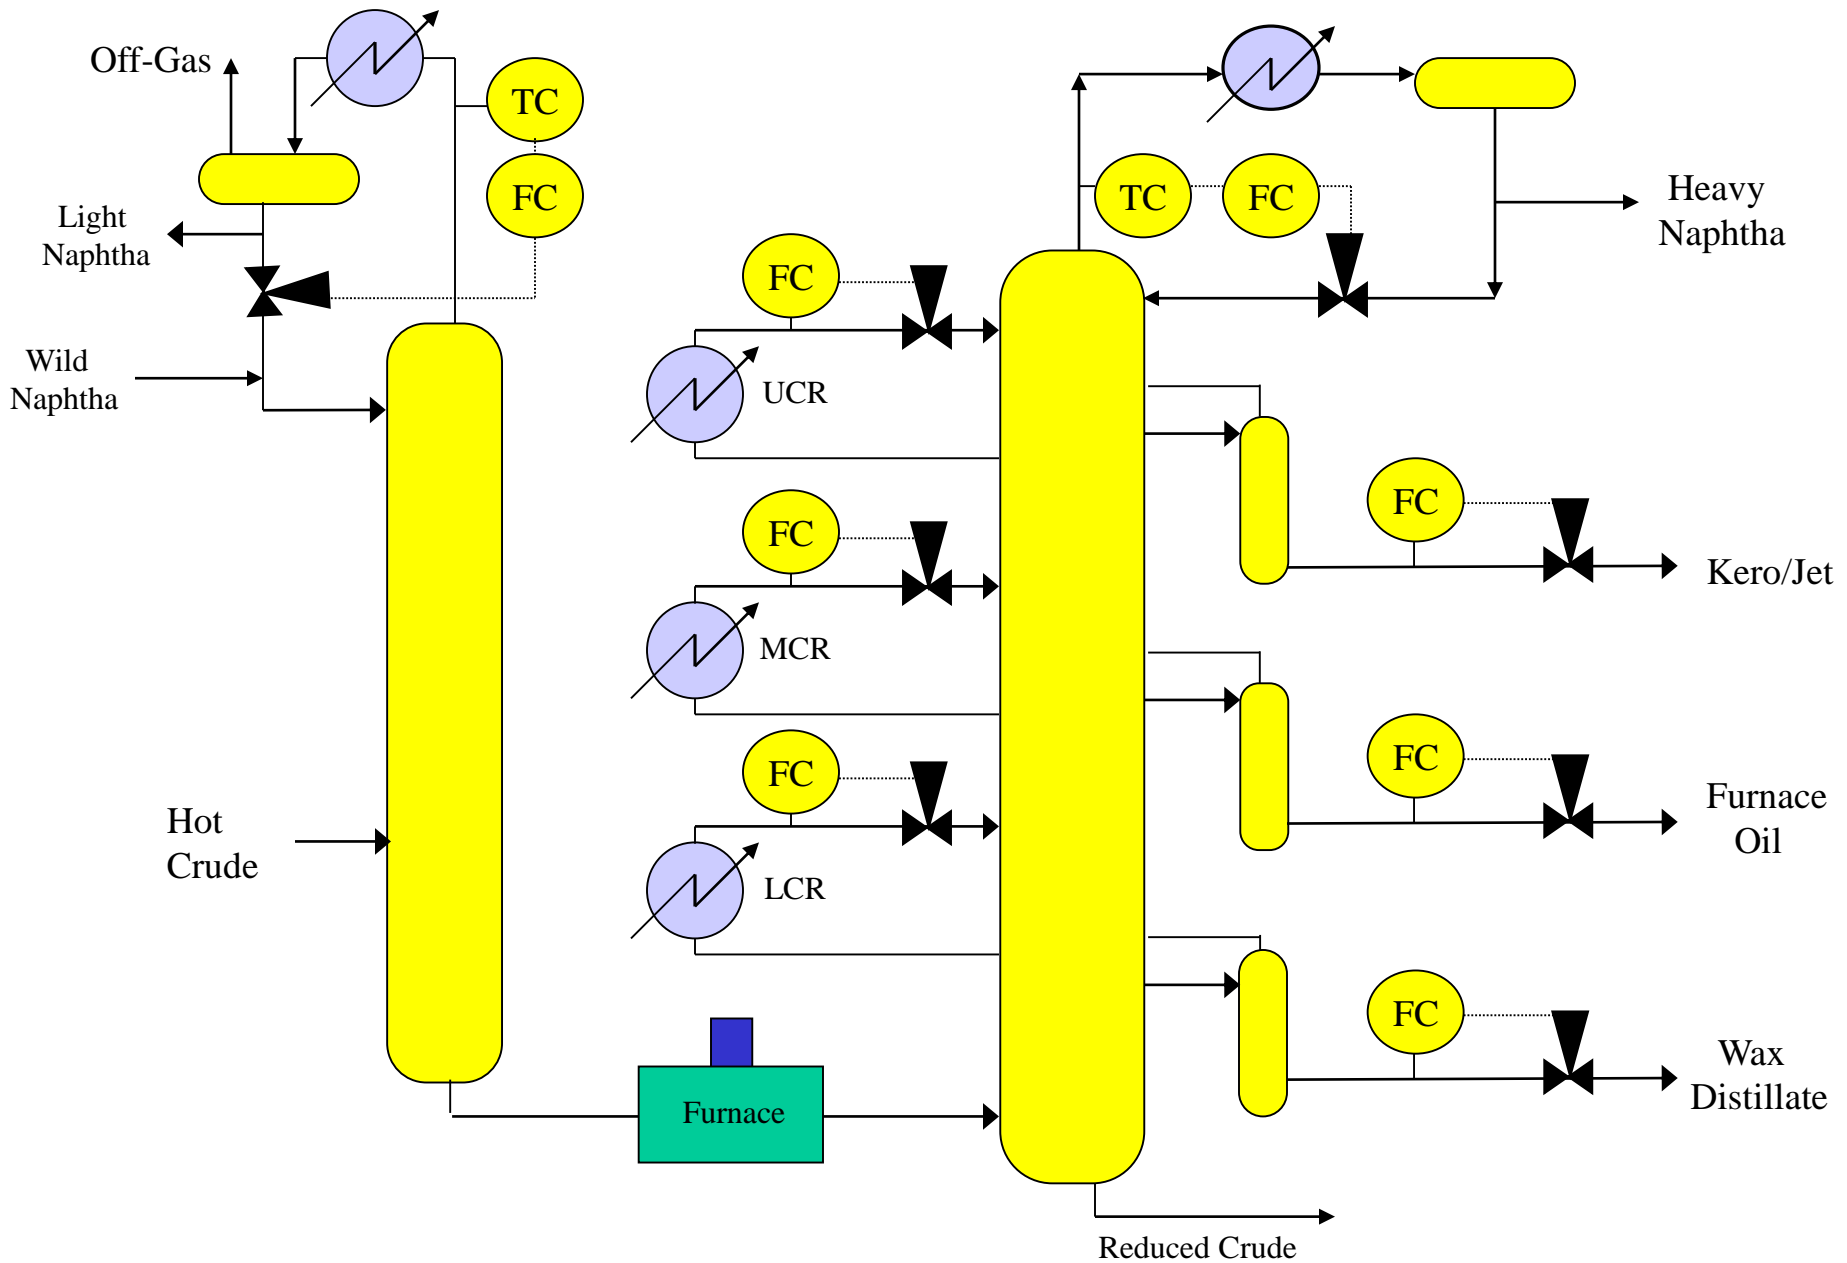 Off-Gas
TC
FC
Light
Naphtha
Wild
Naphtha
Hot
Crude
Furnace
FC
UCR
FC
MCR
FC
LCR
TC
FC
Heavy
Naphtha
FC
Kero/Jet
FC
Furnace
Oil
FC
Wax
Distillate
Reduced Crude